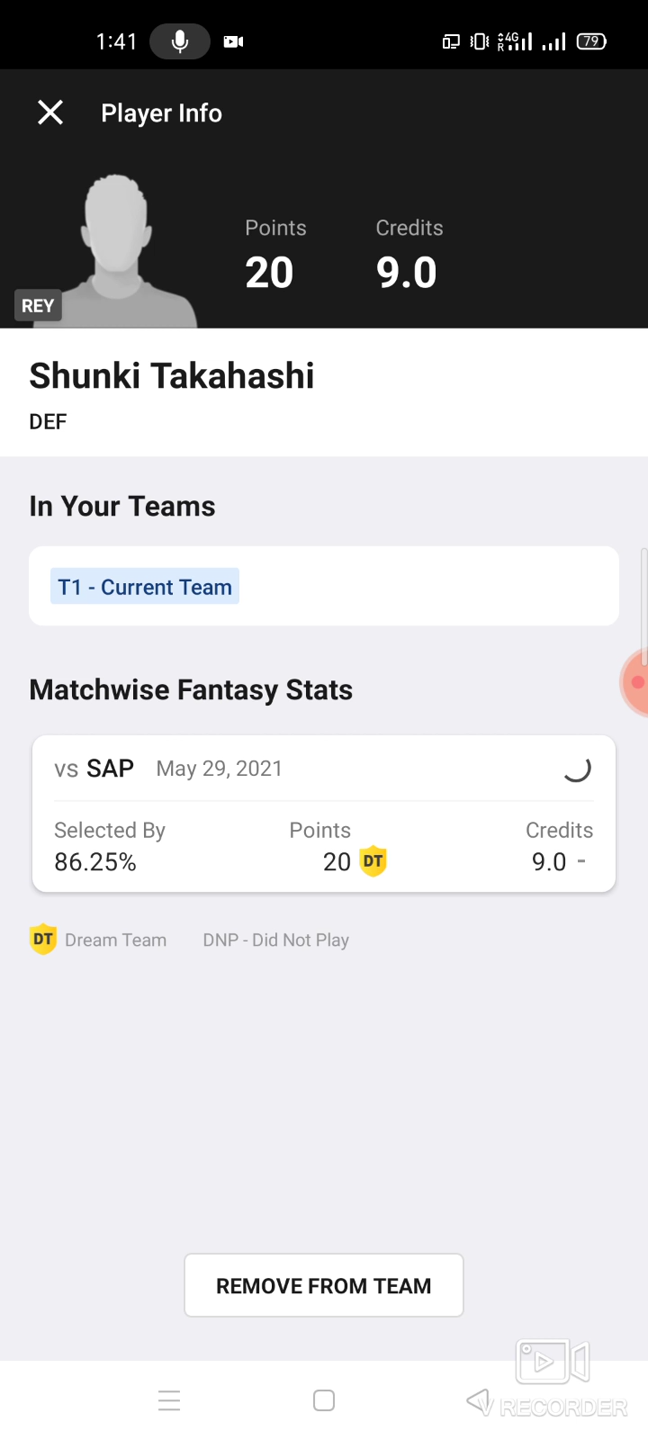 1:41 4G R 79
Player Info
Points Credits
20 9.0
REY
Shunki Takahashi
DEF
In Your Teams
T1 - Current Team
Matchwise Fantasy Stats
vs SAP May 29, 2021
Selected By Points Credits
86.25% 20 DT 9.0 -
DT Dream Team DNP - Did Not Play
REMOVE FROM TEAM
V RECORDER